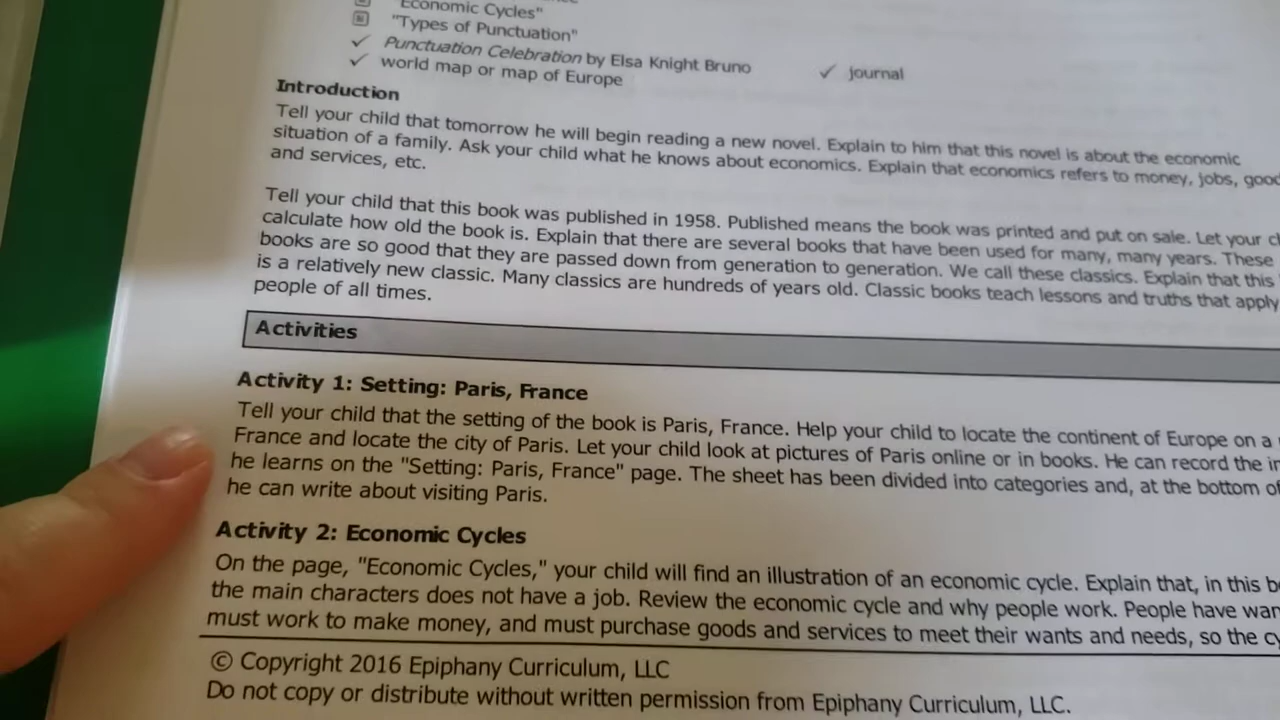 "Economic Cycles"
"Types of Punctuation"
✓ Punctuation Celebration by Elsa Knight Bruno ✓ journal
✓ world map or map of Europe
Introduction
Tell your child that tomorrow he will begin reading a new novel. Explain to him that this novel is about the economic
situation of a family. Ask your child what he knows about economics. Explain that economics refers to money, jobs,
and services, etc.
Tell your child that this book was published in 1958. Published means the book was printed and put on sale. Let your
calculate how old the book is. Explain that there are several books that have been used for many, many years. These
books are so good that they are passed down from generation to generation. We call these classics. Explain that this
is a relatively new classic. Many classics are hundreds of years old. Classic books teach lessons and truths that apply
people of all times.
Activities
Activity 1: Setting: Paris, France
Tell your child that the setting of the book is Paris, France. Help your child to locate the continent of Europe on a
France and locate the city of Paris. Let your child look at pictures of Paris online or in books. He can record the
he learns on the "Setting: Paris, France" page. The sheet has been divided into categories and, at the bottom of
he can write about visiting Paris.
Activity 2: Economic Cycles
On the page, "Economic Cycles," your child will find an illustration of an economic cycle. Explain that, in this
the main characters does not have a job. Review the economic cycle and why people work. People have
must work to make money, and must purchase goods and services to meet their wants and needs, so the
© Copyright 2016 Epiphany Curriculum, LLC
Do not copy or distribute without written permission from Epiphany Curriculum, LLC.